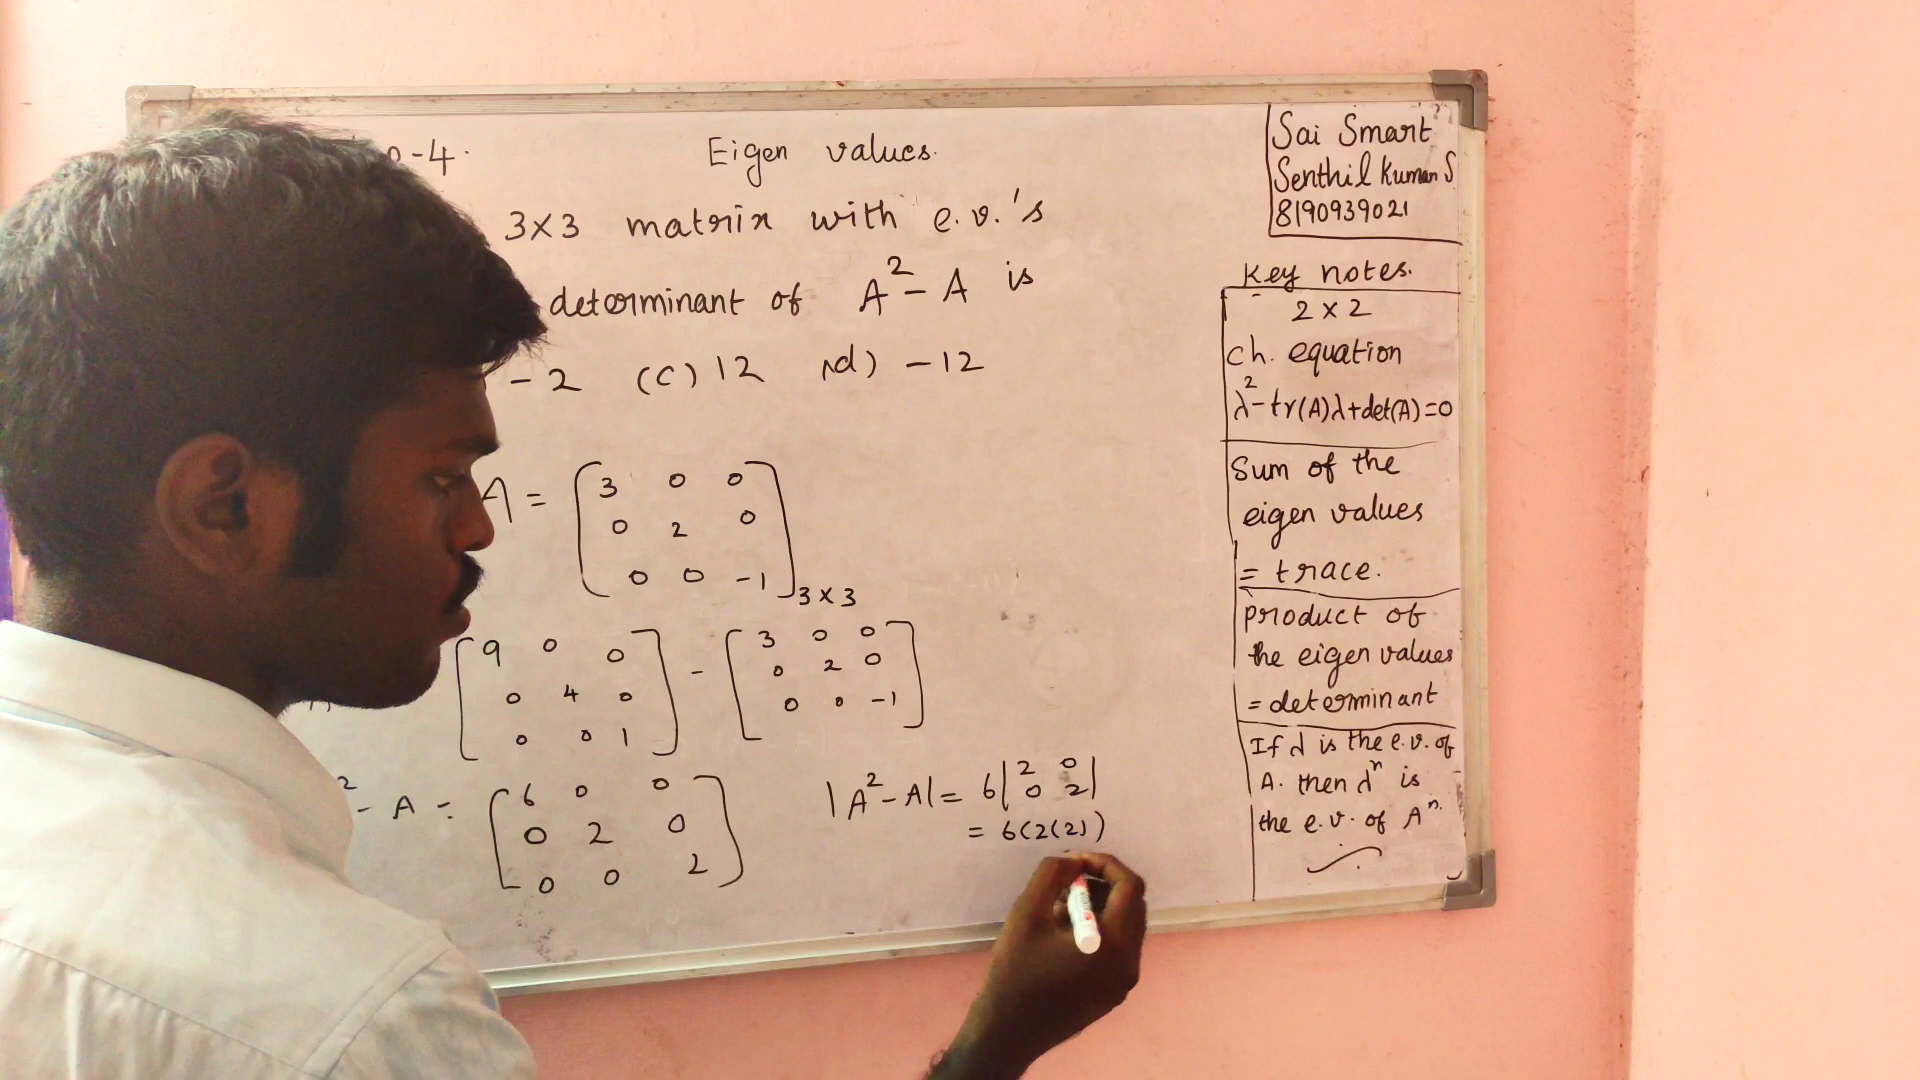 -4.
Eigen values.
3×3 matrix with e.v.'s
determinant of A² - A is
-2 (C) 12 (d) -12
A = [3 0 0
0 2 0
0 0 -1] 3×3
[9 0 0 0 4 0 0 0 1] - [3 0 0 0 2 0 0 0 -1]
² - A = [6 0 0
0 2 0
0 0 2]
|A² - A| = 6|2 0 0 2|
= 6(2(2))
Sai Smart
Senthil Kumar S
8190939021
Key notes.
2×2
Ch. equation
λ² - tr(A)λ + det(A) = 0
Sum of the
eigen values
= trace.
product of
the eigen values
= determinant
If λ is the e.v. of
A. then λⁿ is
the e.v. of Aⁿ.